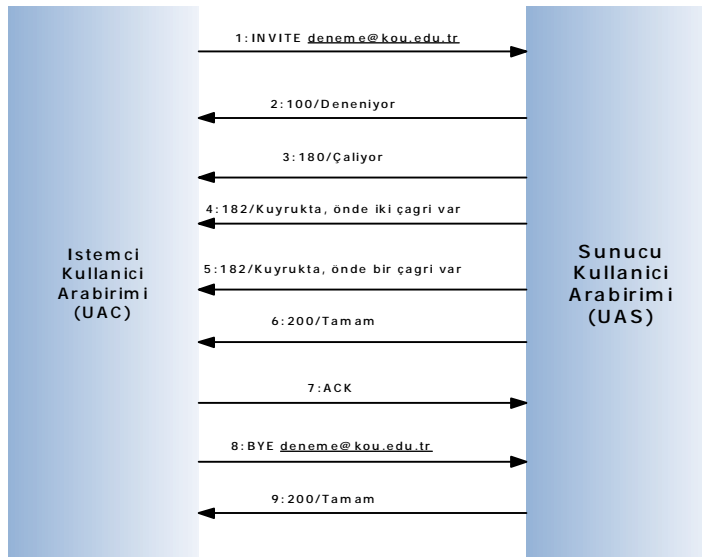 1:INVITE deneme@kou.edu.tr
2:100/Deneniyor
3:180/Çaliyor
4:182/Kuyrukta, önde iki çagri var
5:182/Kuyrukta, önde bir çagri var
6:200/Tamam
7:ACK
8:BYE deneme@kou.edu.tr
9:200/Tamam
Istemci
Kullanici
Arabirimi
(UAC)
Sunucu
Kullanici
Arabirimi
(UAS)